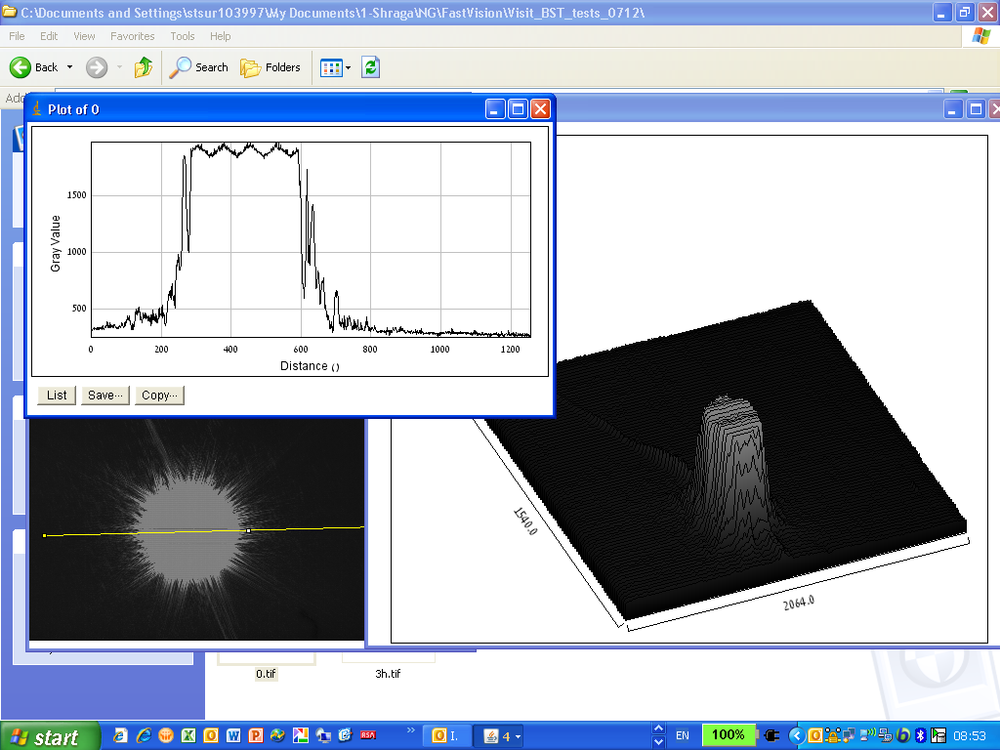 C:\Documents and Settings\stsur103997\My Documents\1-Shraga\NG\FastVision\Visit_BST_tests_0712\
File Edit View Favorites Tools Help
Back Search Folders
Add
Plot of 0
1500
1000
500
Gray Value
0 200 400 600 800 1000 1200
Distance ()
List Save... Copy...
1540.0
2064.0
0.tif 3h.tif
start I. 4 EN 100% 08:53